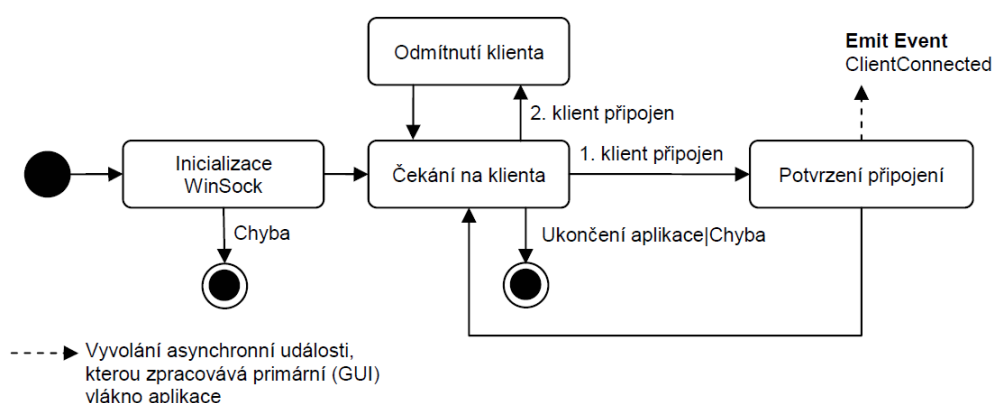 Odmítnutí klienta
Emit Event
ClientConnected
2. klient připojen
Inicializace
WinSock
Čekání na klienta
1. klient připojen
Potvrzení připojení
Chyba
Ukončení aplikace|Chyba
Vyvolání asynchronní události,
kterou zpracovává primární (GUI)
vlákno aplikace